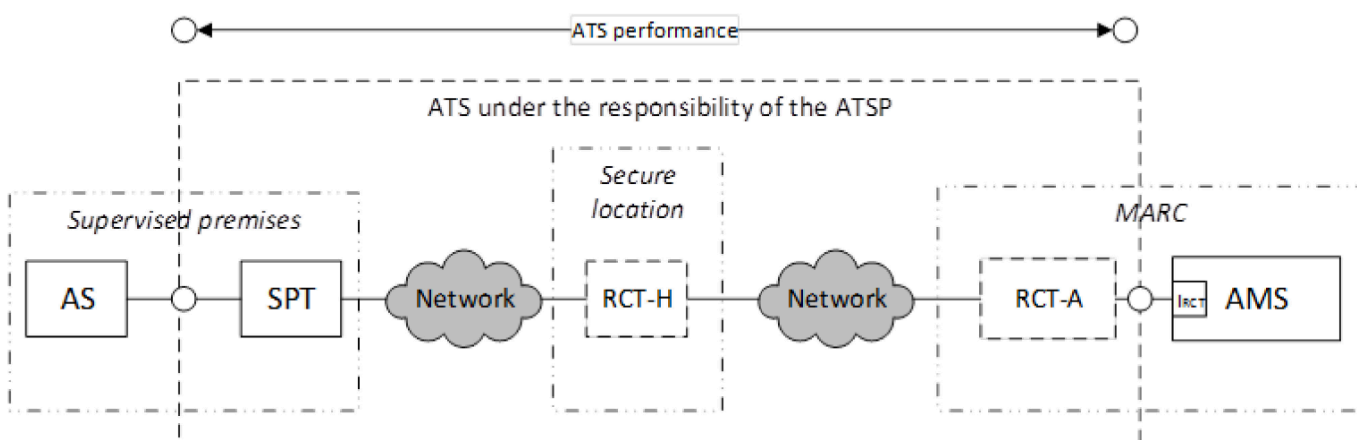 ATS performance
ATS under the responsibility of the ATSP
Supervised premises
Secure
location
MARC
AS
SPT
Network
RCT-H
Network
RCT-A
IRCT
AMS